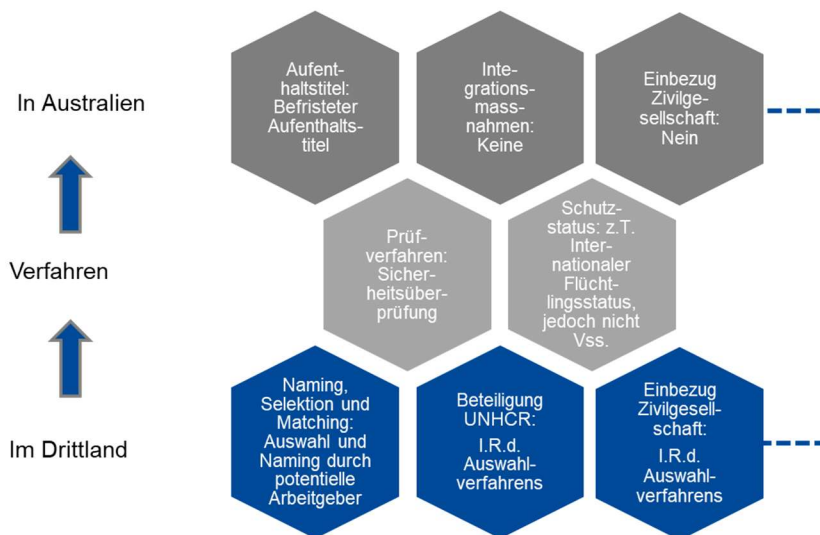 In Australien
Aufent-
haltstitel:
Befristeter
Aufenthalts-
titel
Inte-
grations-
mass-
nahmen:
Keine
Einbezug
Zivilge-
sellschaft:
Nein
Verfahren
Prüf-
verfahren:
Sicher-
heitsüber-
prüfung
Schutz-
status: z.T.
Inter-
nationaler
Flücht-
lingsstatus,
jedoch nicht
Vss.
Im Drittland
Naming,
Selektion und
Matching:
Auswahl und
Naming durch
potentielle
Arbeitgeber
Beteiligung
UNHCR:
I.R.d.
Auswahl-
verfahrens
Einbezug
Zivilgesell-
schaft:
I.R.d.
Auswahl-
verfahrens